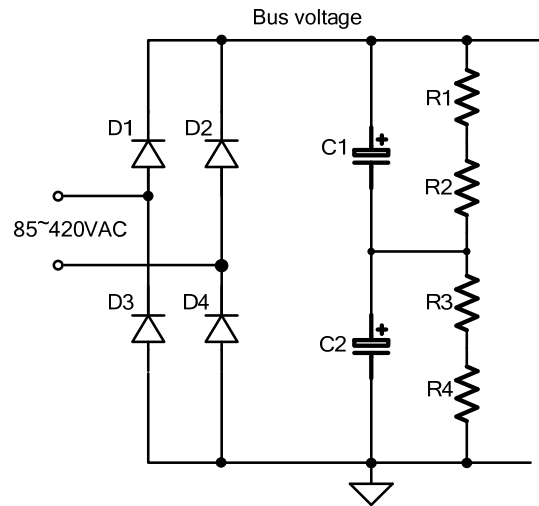 Bus voltage
R1
D1
D2
C1
R2
85~420VAC
D3
D4
R3
C2
R4